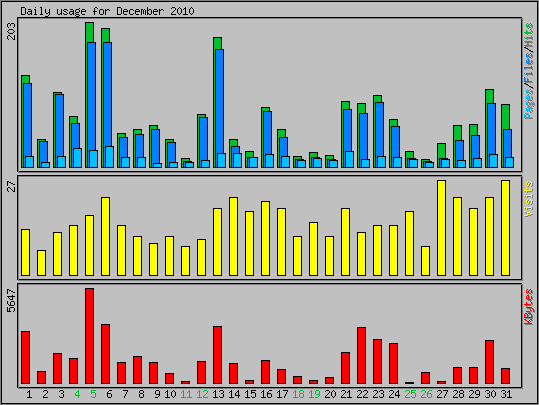 Daily usage for December 2010
203
Pages/Files/Hits
27
Visits
5647
KBytes
1 2 3 4 5 6 7 8 9 10 11 12 13 14 15 16 17 18 19 20 21 22 23 24 25 26 27 28 29 30 31